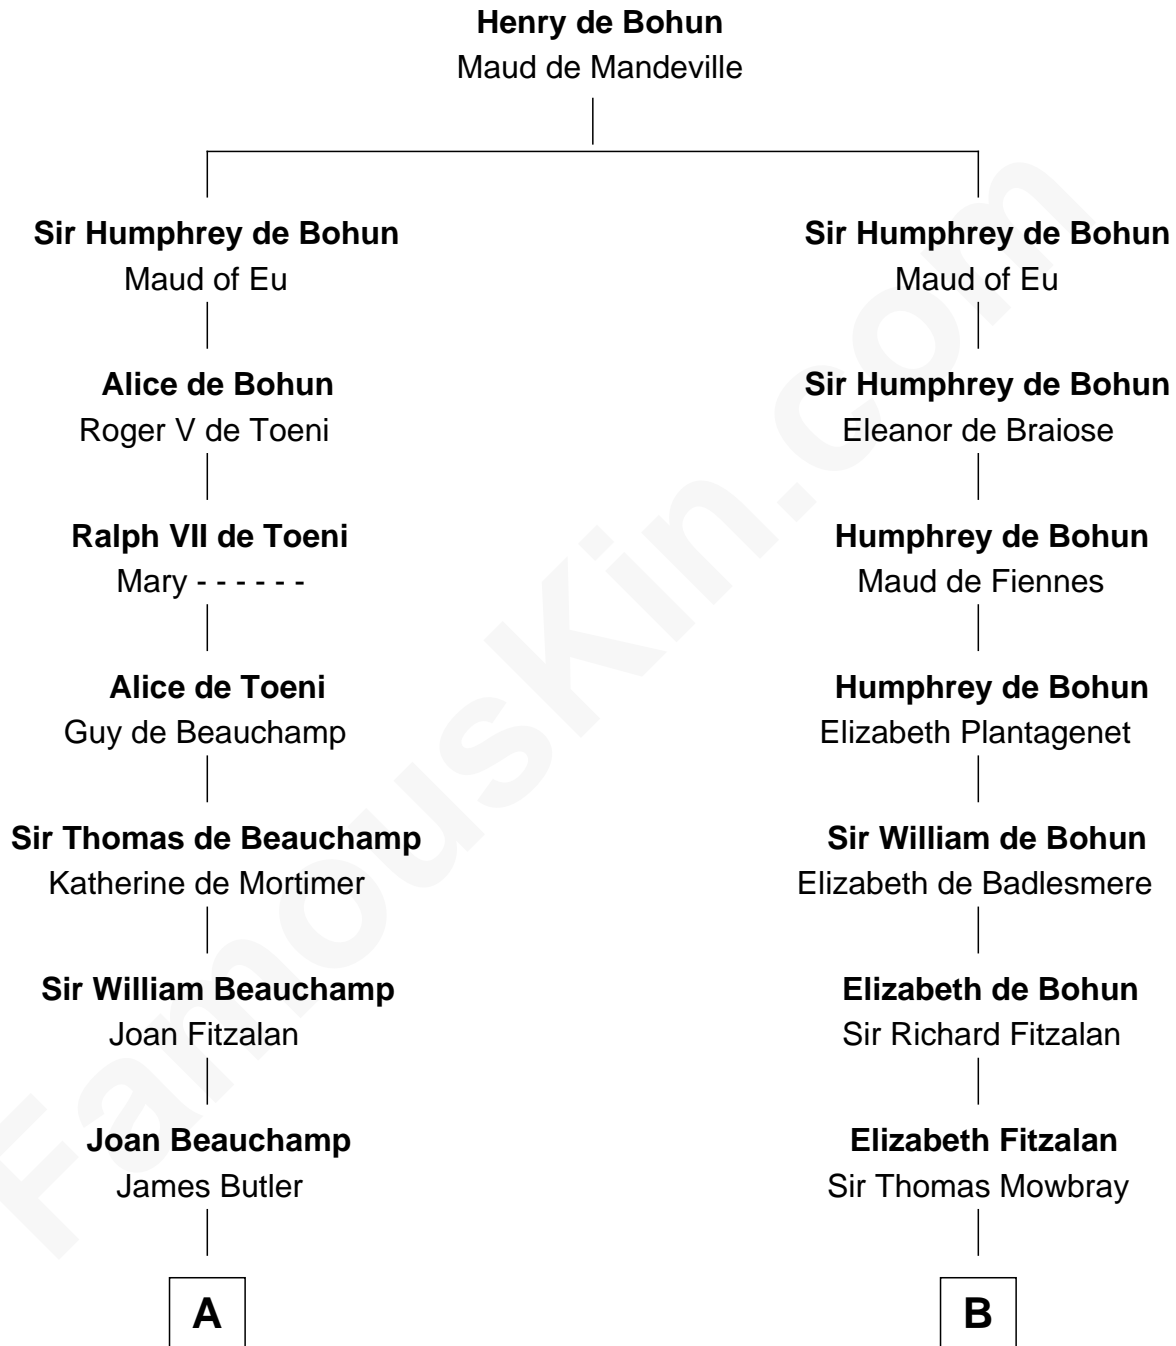 Henry de Bohun
Maud de Mandeville
Sir Humphrey de Bohun
Maud of Eu
Alice de Bohun
Roger V de Toeni
Ralph VII de Toeni
Mary - - - - - -
Alice de Toeni
Guy de Beauchamp
Sir Thomas de Beauchamp
Katherine de Mortimer
Sir William Beauchamp
Joan Fitzalan
Joan Beauchamp
James Butler
A
Sir Humphrey de Bohun
Maud of Eu
Sir Humphrey de Bohun
Eleanor de Braiose
Humphrey de Bohun
Maud de Fiennes
Humphrey de Bohun
Elizabeth Plantagenet
Sir William de Bohun
Elizabeth de Badlesmere
Elizabeth de Bohun
Sir Richard Fitzalan
Elizabeth Fitzalan
Sir Thomas Mowbray
B
FamousKin.com